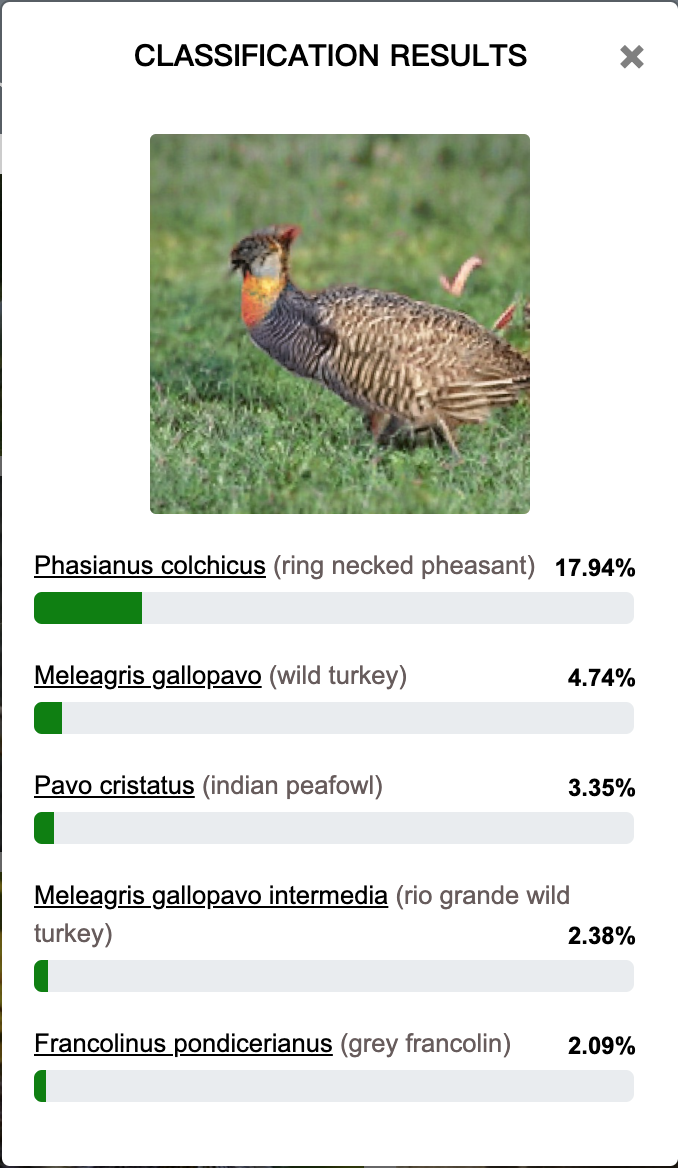 CLASSIFICATION RESULTS
Phasianus colchicus (ring necked pheasant) 17.94%
Meleagris gallopavo (wild turkey) 4.74%
Pavo cristatus (indian peafowl) 3.35%
Meleagris gallopavo intermedia (rio grande wild
turkey) 2.38%
Francolinus pondicerianus (grey francolin) 2.09%